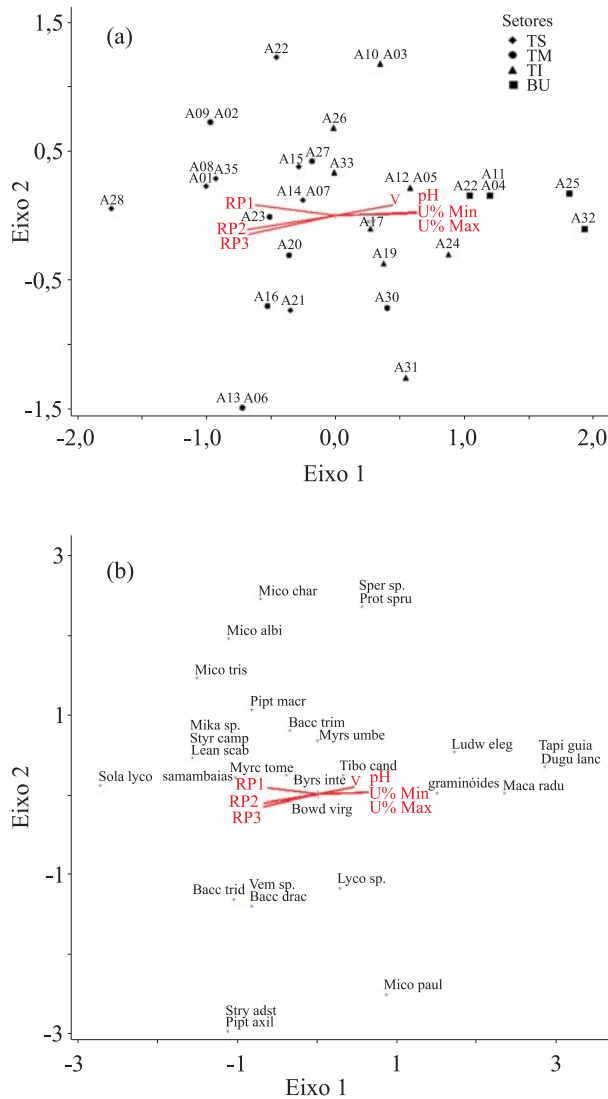 1,5
(a)
Setores
TS
TM
TI
BU
A22
A10 A03
A09 A02
A26
0,5
A08
A35
A15
A27
A33
A01
A12 A05
A11
A28
A14 A07
RP1
V
pH
A22
A04
A25
U% Min
A23
U% Max
A17
RP2
RP3
A32
Eixo 2
A20
A19
A24
-0,5
A16
A21
A30
A31
A13 A06
-1,5
-2,0
-1,0
0,0
1,0
2,0
Eixo 1
3
(b)
Mico char
Sper sp.
Prot spru
Mico albi
Mico tris
Pipt macr
1
Mika sp.
Styr camp
Lean scab
Bacc trim
Myrs umbe
Ludw eleg
Tapi guia
Dugu lanc
Sola lyco
samambaias
Myrc tome
Byrs inte
Tibo cand
RP1
V
pH
graminóides
Maca radu
RP2
U% Min
RP3
Bowd virg
U% Max
Eixo 2
-1
Bacc trid
Vem sp.
Bacc drac
Lyco sp.
Mico paul
Stry adst
Pipt axil
-3
-3
-1
1
3
Eixo 1